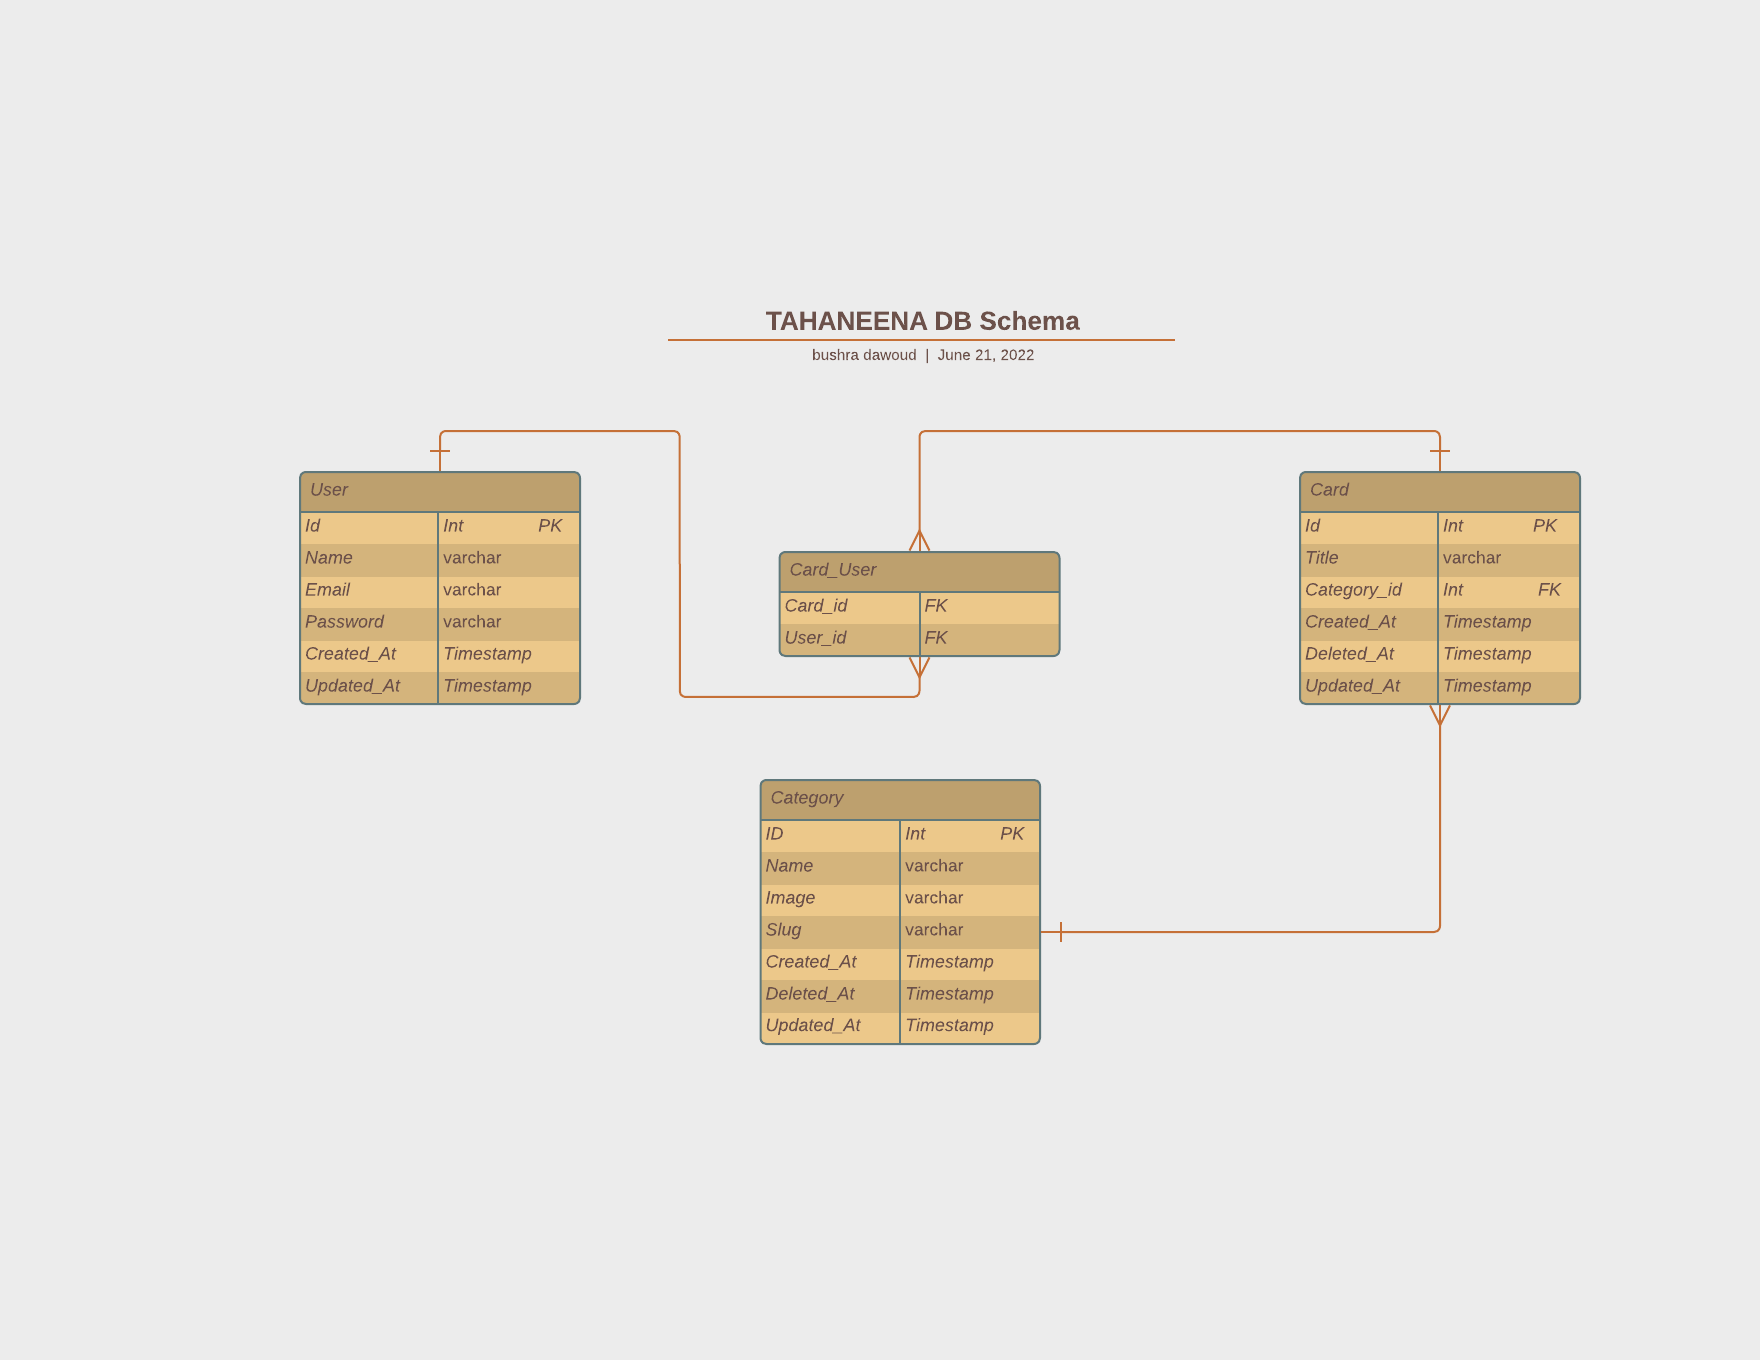 TAHANEENA DB Schema
bushra dawoud | June 21, 2022
User
Id Int PK
Name varchar
Email varchar
Password varchar
Created_At Timestamp
Updated_At Timestamp
Card_User
Card_id FK
User_id FK
Card
Id Int PK
Title varchar
Category_id Int FK
Created_At Timestamp
Deleted_At Timestamp
Updated_At Timestamp
Category
ID Int PK
Name varchar
Image varchar
Slug varchar
Created_At Timestamp
Deleted_At Timestamp
Updated_At Timestamp